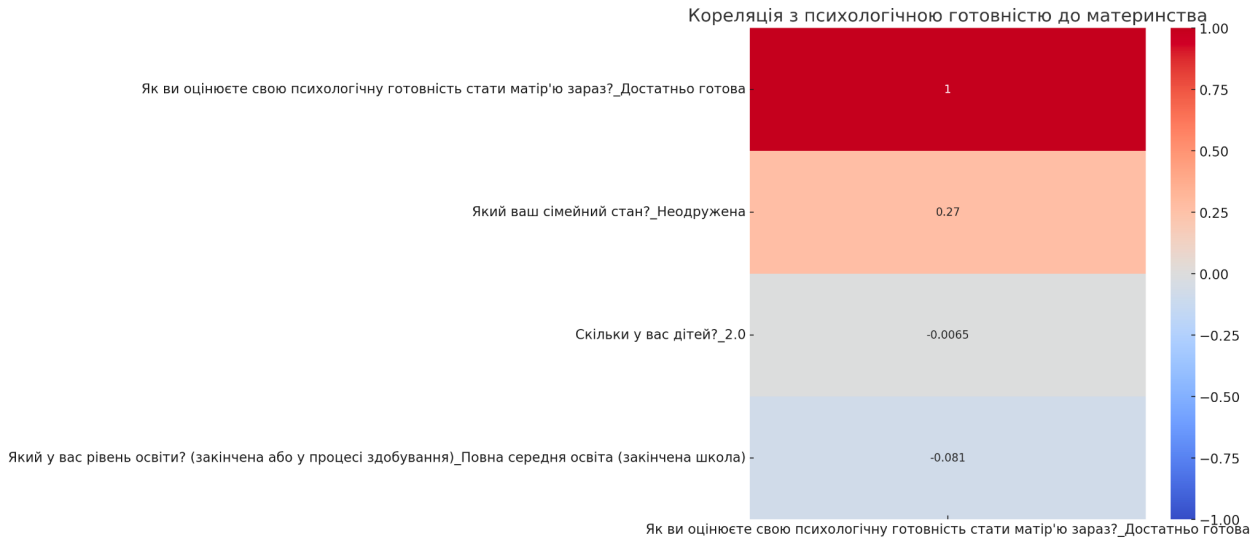 Кореляція з психологічною готовністю до материнства
Як ви оцінюєте свою психологічну готовність стати матір'ю зараз?_Достатньо готова
1
Який ваш сімейний стан?_Неодружена
0.27
Скільки у вас дітей?_2.0
-0.0065
Який у вас рівень освіти? (закінчена або у процесі здобування)_Повна середня освіта (закінчена школа)
-0.081
Як ви оцінюєте свою психологічну готовність стати матір'ю зараз?_Достатньо готова
1.00
0.75
0.50
0.25
0.00
−0.25
−0.50
−0.75
−1.00